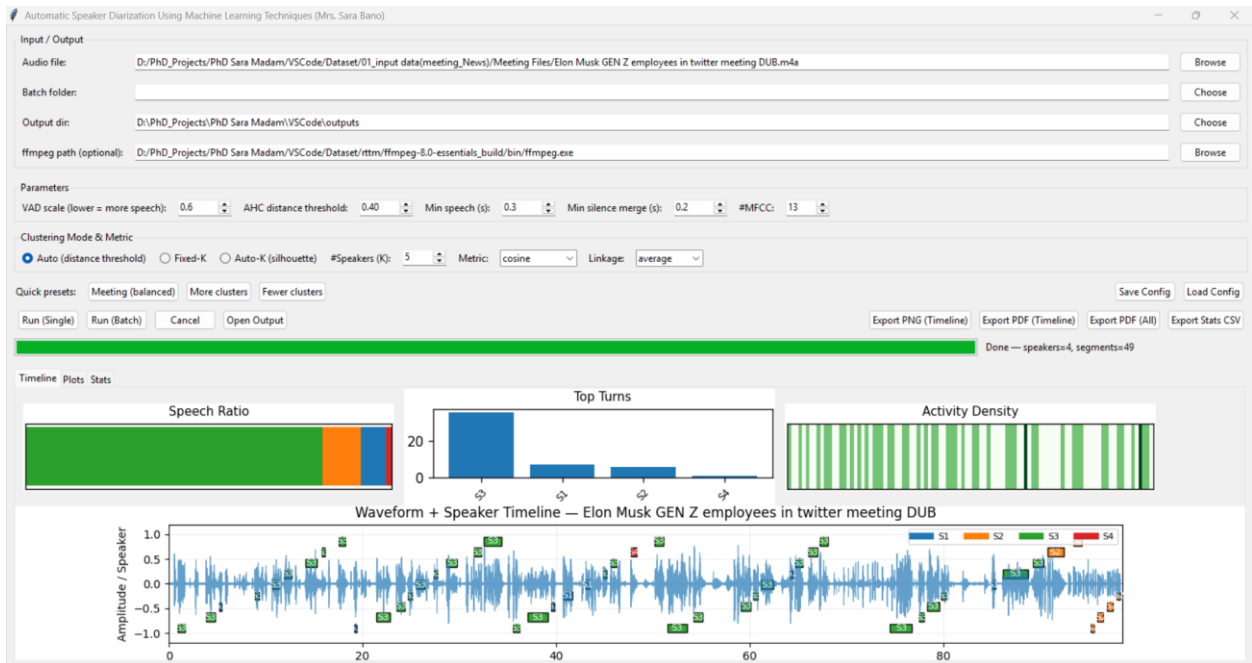 Automatic Speaker Diarization Using Machine Learning Techniques (Mrs. Sara Bano)
Input / Output
Audio file: D:/PhD_Projects/PhD Sara Madam/VSCode/Dataset/01_input data(meeting_News)/Meeting Files/Elon Musk GEN Z employees in twitter meeting DUB.m4a Browse
Batch folder: Choose
Output dir: D:\PhD_Projects\PhD Sara Madam\VSCode\outputs Choose
ffmpeg path (optional): D:/PhD_Projects/PhD Sara Madam/VSCode/Dataset/rttm/ffmpeg-8.0-essentials_build/bin/ffmpeg.exe Browse
Parameters
VAD scale (lower = more speech): 0.6 AHC distance threshold: 0.40 Min speech (s): 0.3 Min silence merge (s): 0.2 #MFCC: 13
Clustering Mode & Metric
Auto (distance threshold) Fixed-K Auto-K (silhouette) #Speakers (K): 5 Metric: cosine Linkage: average
Quick presets: Meeting (balanced) More clusters Fewer clusters Save Config Load Config
Run (Single) Run (Batch) Cancel Open Output Export PNG (Timeline) Export PDF (Timeline) Export PDF (All) Export Stats CSV
Done — speakers=4, segments=49
Timeline Plots Stats
Speech Ratio
Top Turns
Activity Density
20
0
S3 S1 S2 S4
Waveform + Speaker Timeline — Elon Musk GEN Z employees in twitter meeting DUB
Amplitude / Speaker
1.0
0.5
0.0
−0.5
−1.0
S1 S2 S3 S4
0 20 40 60 80